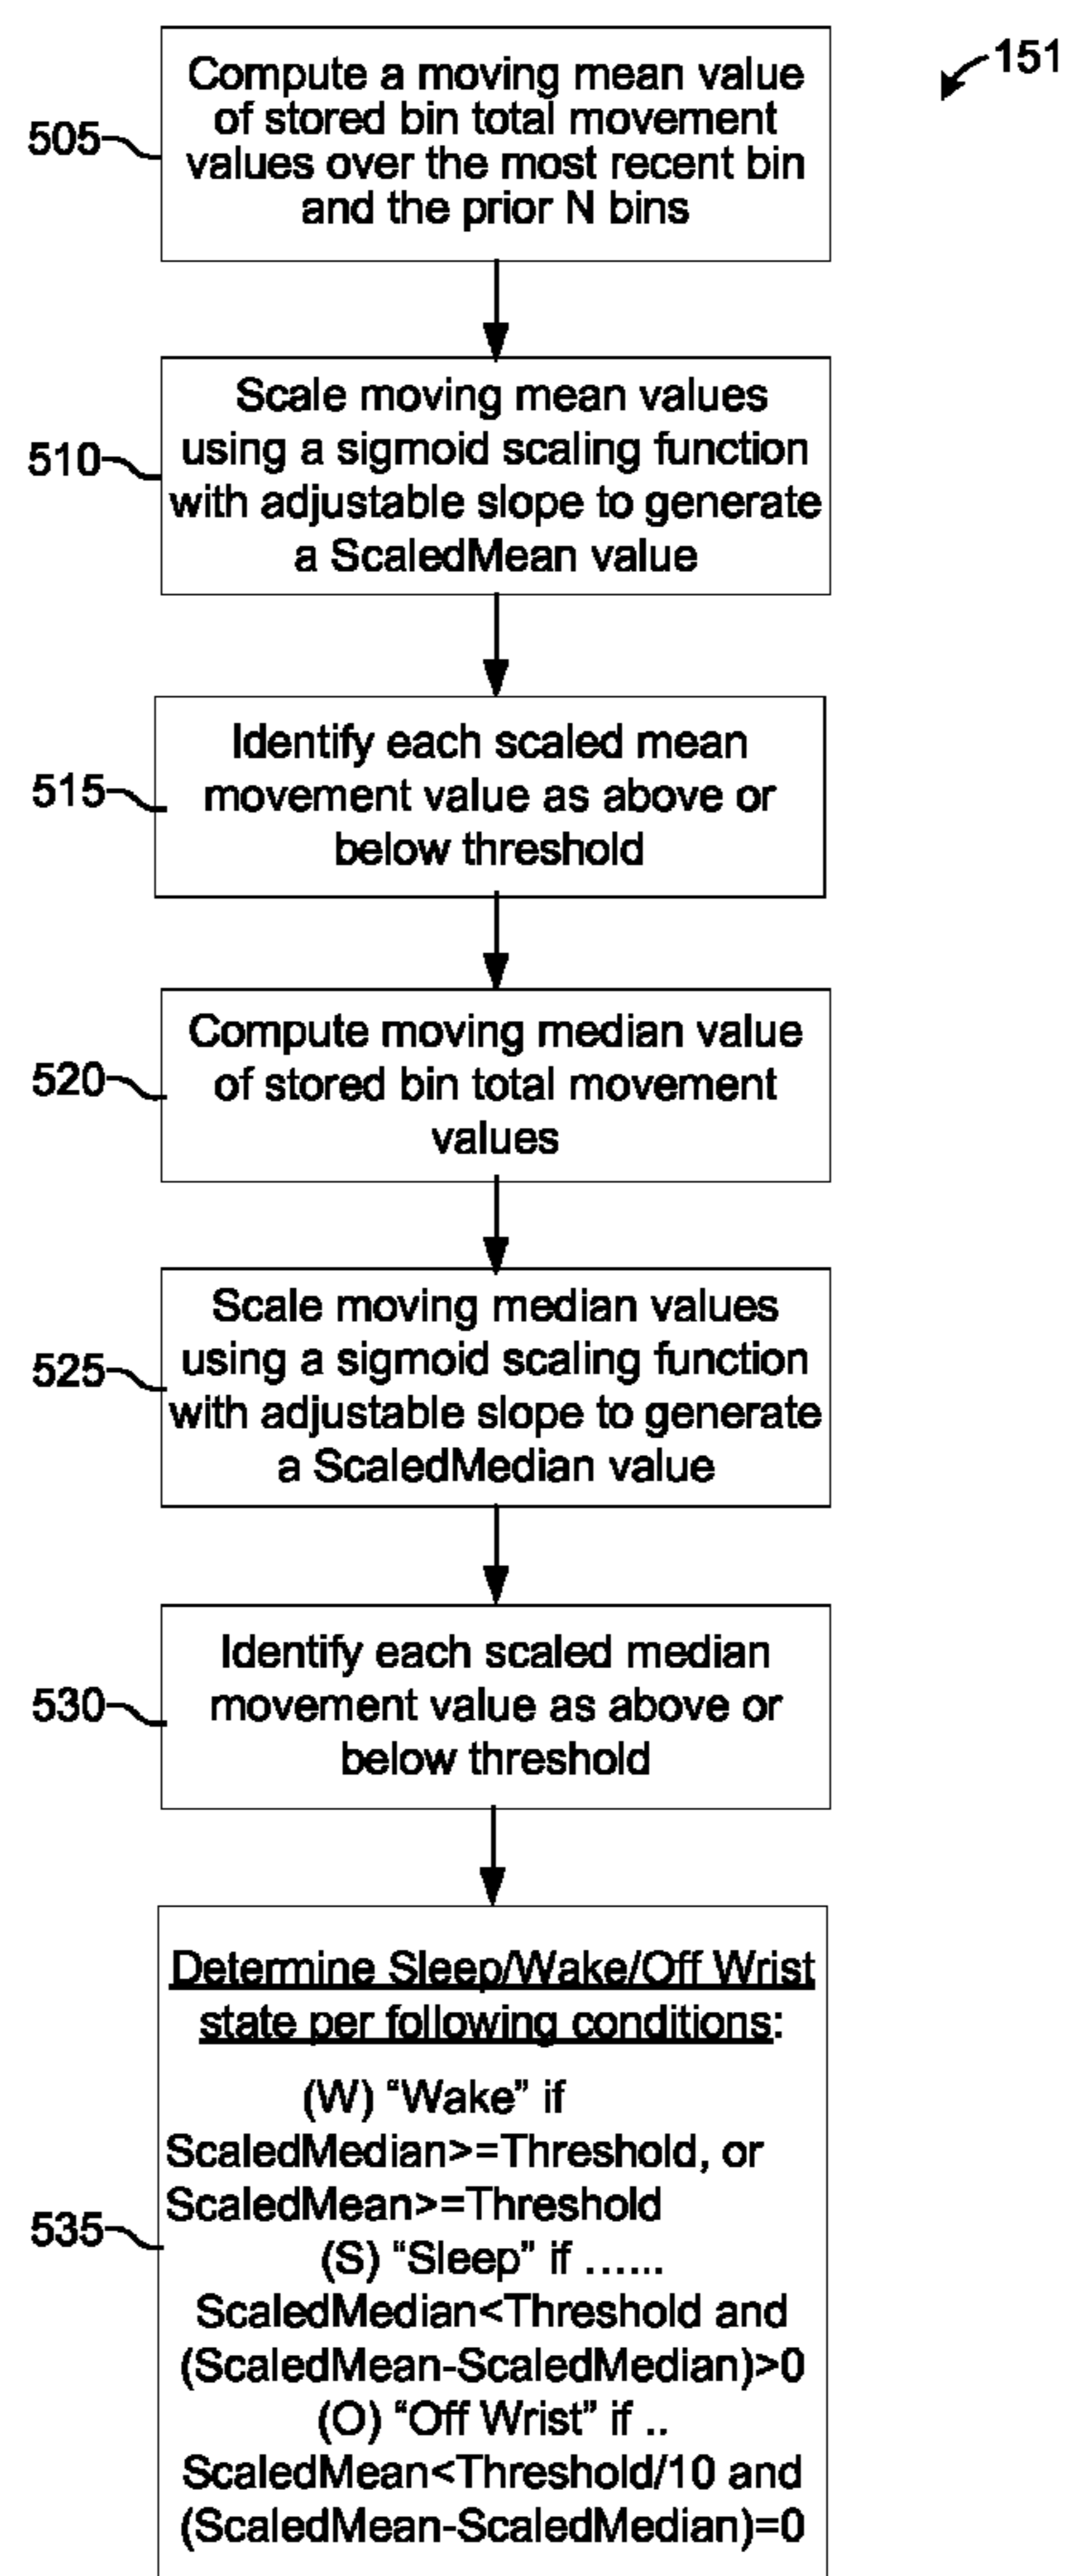 151
505
Compute a moving mean value
of stored bin total movement
values over the most recent bin
and the prior N bins
510
Scale moving mean values
using a sigmoid scaling function
with adjustable slope to generate
a ScaledMean value
515
Identify each scaled mean
movement value as above or
below threshold
520
Compute moving median value
of stored bin total movement
values
525
Scale moving median values
using a sigmoid scaling function
with adjustable slope to generate
a ScaledMedian value
530
Identify each scaled median
movement value as above or
below threshold
535
Determine Sleep/Wake/Off Wrist
state per following conditions:
(W) “Wake” if
ScaledMedian>=Threshold, or
ScaledMean>=Threshold
(S) “Sleep” if ......
ScaledMedian<Threshold and
(ScaledMean-ScaledMedian)>0
(O) “Off Wrist” if ..
ScaledMean<Threshold/10 and
(ScaledMean-ScaledMedian)=0